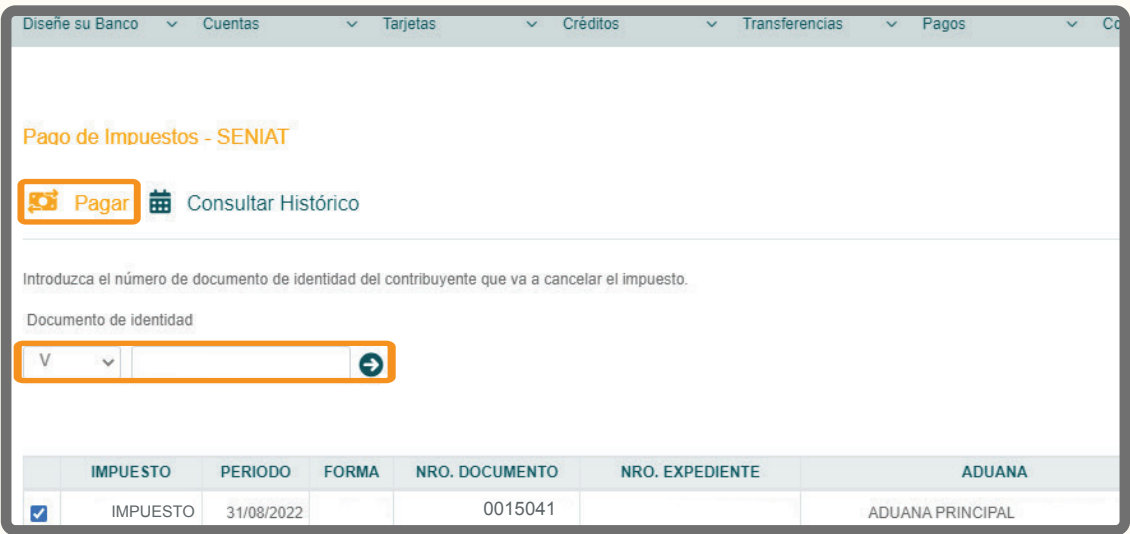 Diseñe su Banco Cuentas Tarjetas Créditos Transferencias Pagos
Pago de Impuestos - SENIAT
Pagar Consultar Histórico
Introduzca el número de documento de identidad del contribuyente que va a cancelar el impuesto.
Documento de identidad
V
IMPUESTO PERIODO FORMA NRO. DOCUMENTO NRO. EXPEDIENTE ADUANA
IMPUESTO 31/08/2022 0015041 ADUANA PRINCIPAL